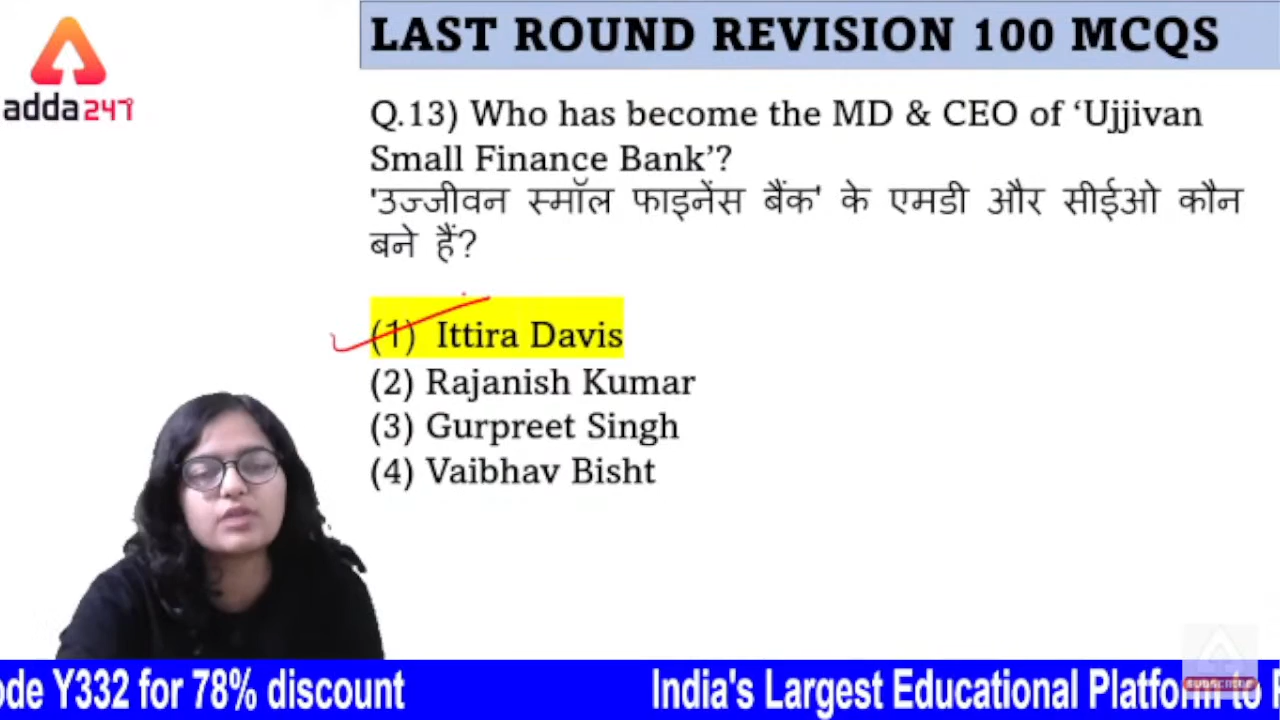 LAST ROUND REVISION 100 MCQS
adda247
Q.13) Who has become the MD & CEO of ‘Ujjivan
Small Finance Bank’?
'उज्जीवन स्मॉल फाइनेंस बैंक' के एमडी और सीईओ कौन
बने हैं?
(1) Ittira Davis
(2) Rajanish Kumar
(3) Gurpreet Singh
(4) Vaibhav Bisht
SUBSCRIBE
ode Y332 for 78% discount India's Largest Educational Platform to